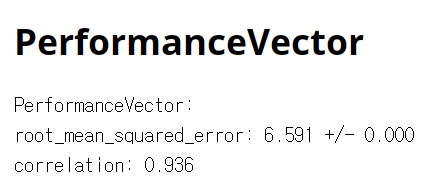 PerformanceVector
PerformanceVector:
root_mean_squared_error: 6.591 +/- 0.000
correlation: 0.936